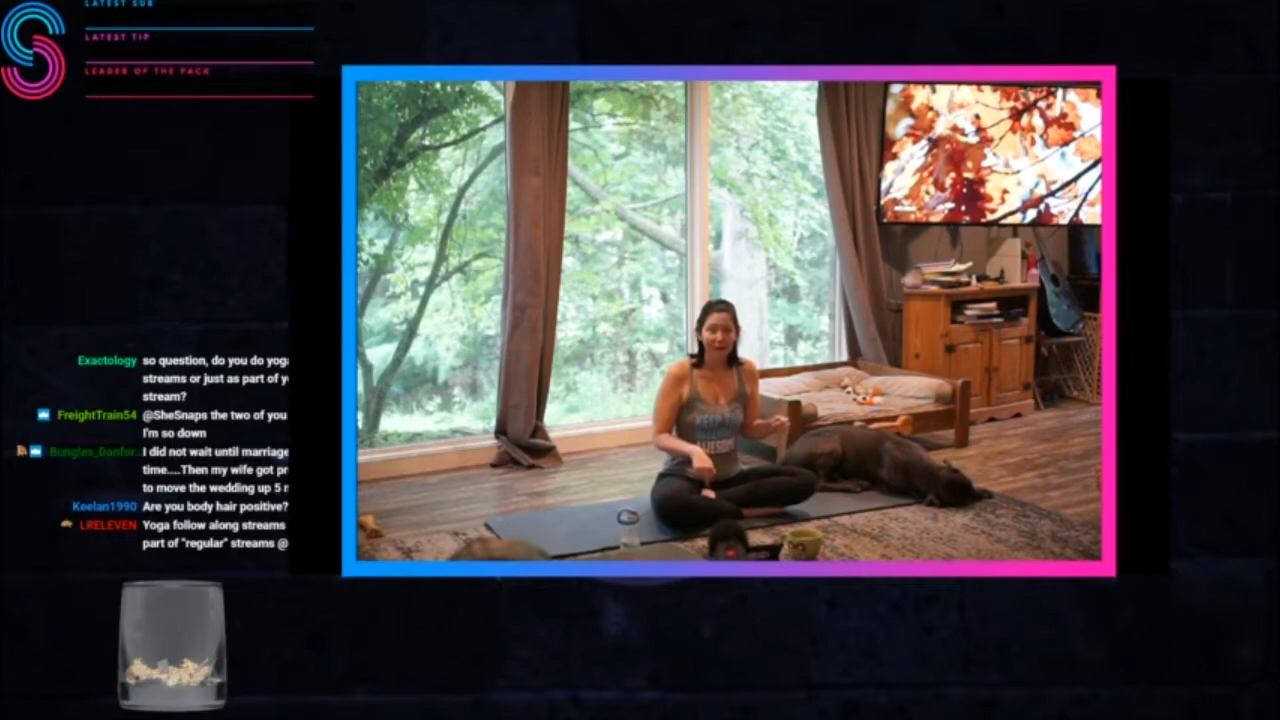 LATEST SUB
LATEST TIP
LEADER OF THE PACK
Exactology so question, do you do yoga
streams or just as part of y
stream?
FreightTrain54 @SheSnaps the two of you
I'm so down
Bungles_Danfor.. I did not wait until marriage
time....Then my wife got pr
to move the wedding up 5 m
Keelan1990 Are you body hair positive?
LRELEVEN Yoga follow along streams
part of "regular" streams @
KEEP